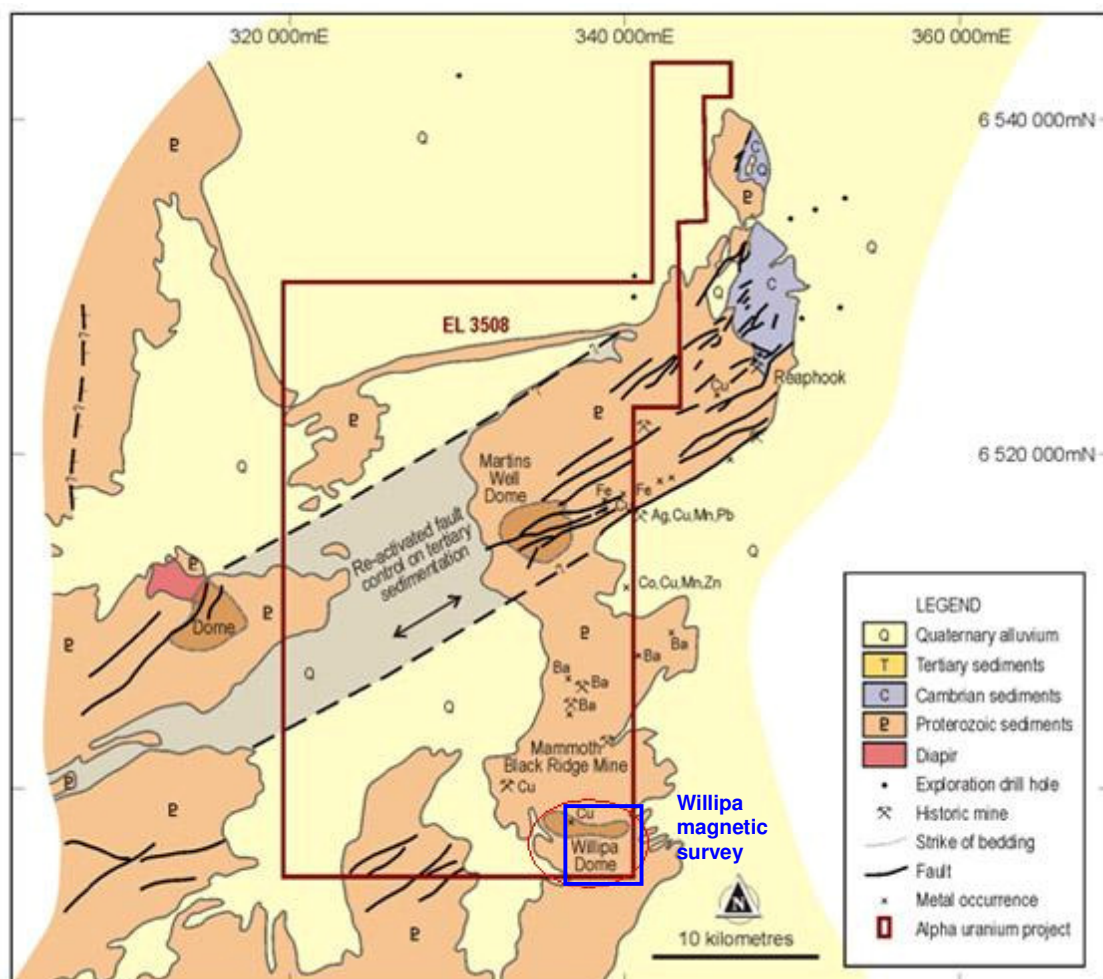 320 000mE
340 000mE
360 000mE
6 540 000mN
Q
C
Q
P
P
Q
Q
C
EL 3508
?
Reaphook
Cu
?
P
P
?
6 520 000mN
Q
Martins
Well
Dome
Fe
Fe
Cu
Ag,Cu,Mn,Pb
Re-activated fault
control on tertiary
sedimentation
Q
?
P
Co,Cu,Mn,Zn
P
Dome
P
P
Ba
Ba
Ba
Ba
Ba
Q
Q
Mammoth
Black Ridge Mine
Cu
P
P
Cu
Willipa
Dome
Willipa
magnetic
survey
P
N
10 kilometres
LEGEND
Q Quaternary alluvium
T Tertiary sediments
C Cambrian sediments
P Proterozoic sediments
Diapir
Exploration drill hole
Historic mine
Strike of bedding
Fault
Metal occurrence
Alpha uranium project